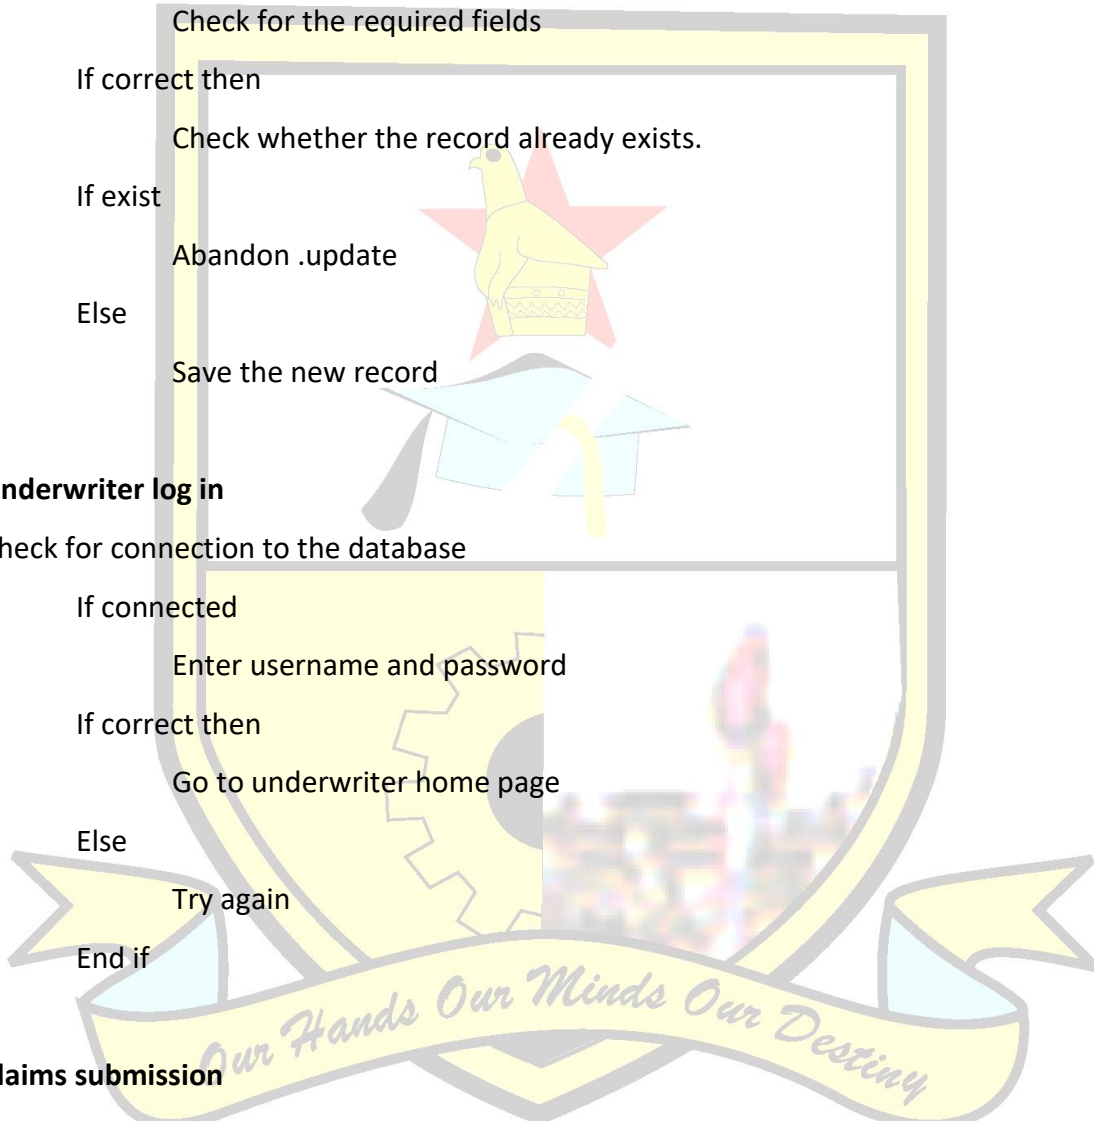 Check for the required fields
If correct then
Check whether the record already exists.
If exist
Abandon .update
Else
Save the new record
nderwriter log in
heck for connection to the database
If connected
Enter username and password
If correct then
Go to underwriter home page
Else
Try again
End if
Our Hands Our Minds Our Destiny
laims submission